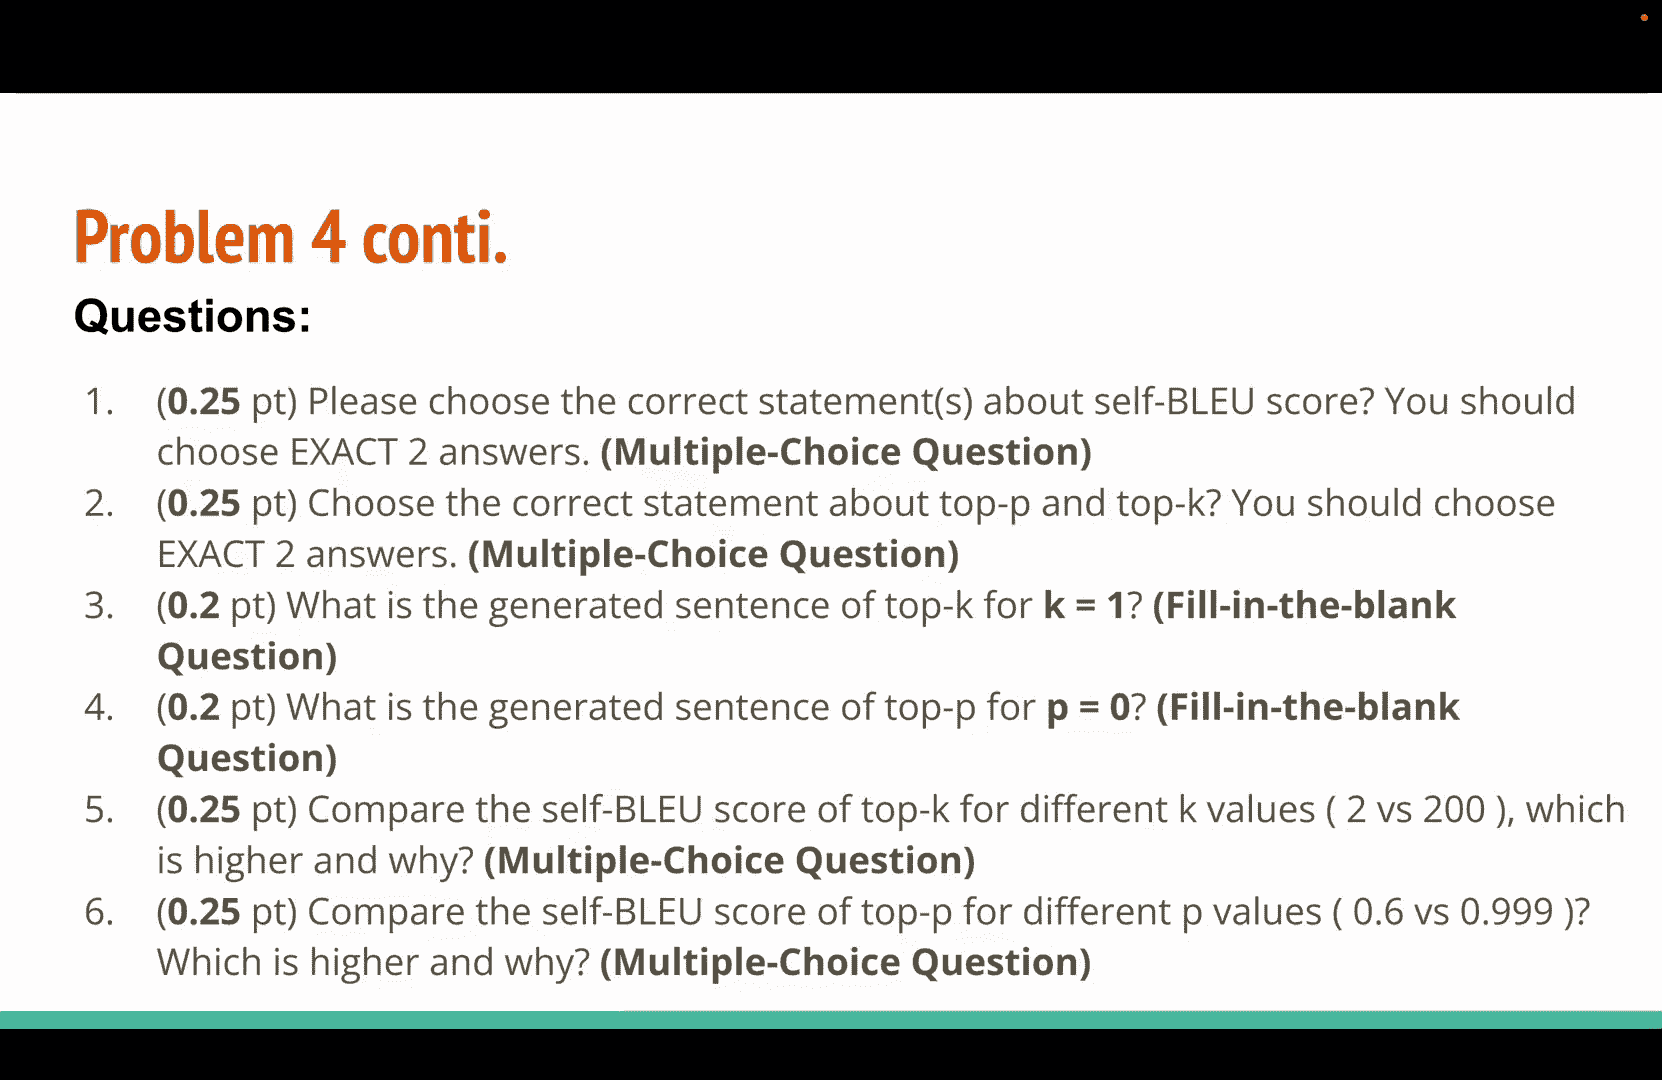 Problem 4 conti.
Questions:
1. (0.25 pt) Please choose the correct statement(s) about self-BLEU score? You should
choose EXACT 2 answers. (Multiple-Choice Question)
2. (0.25 pt) Choose the correct statement about top-p and top-k? You should choose
EXACT 2 answers. (Multiple-Choice Question)
3. (0.2 pt) What is the generated sentence of top-k for k = 1? (Fill-in-the-blank
Question)
4. (0.2 pt) What is the generated sentence of top-p for p = 0? (Fill-in-the-blank
Question)
5. (0.25 pt) Compare the self-BLEU score of top-k for different k values ( 2 vs 200 ), which
is higher and why? (Multiple-Choice Question)
6. (0.25 pt) Compare the self-BLEU score of top-p for different p values ( 0.6 vs 0.999 )?
Which is higher and why? (Multiple-Choice Question)